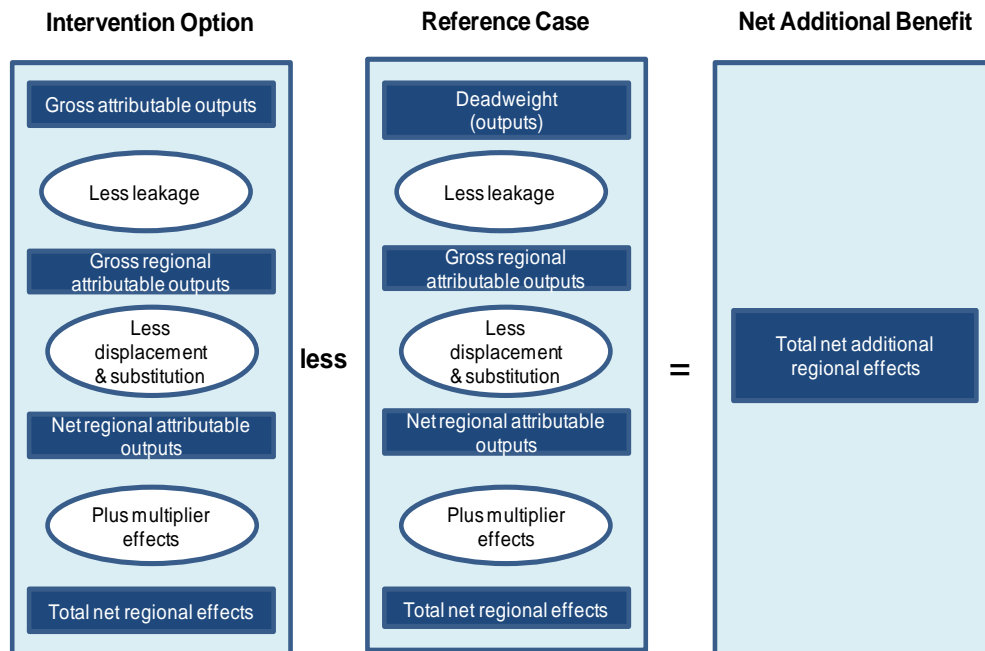 Intervention Option
Gross attributable outputs
Less leakage
Gross regional
attributable outputs
Less
displacement
& substitution
Net regional attributable
outputs
Plus multiplier
effects
Total net regional effects
less
Reference Case
Deadweight
(outputs)
Less leakage
Gross regional
attributable outputs
Less
displacement
& substitution
Net regional attributable
outputs
Plus multiplier
effects
Total net regional effects
=
Net Additional Benefit
Total net additional
regional effects